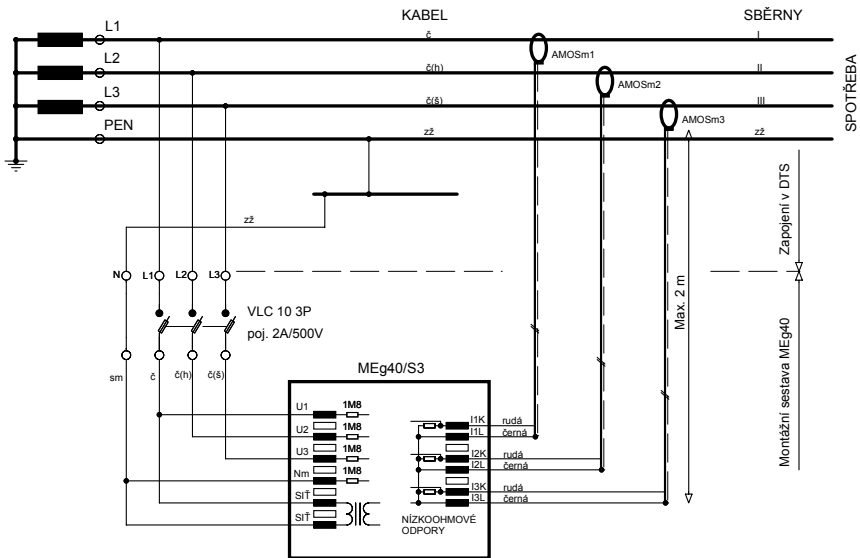 KABEL
SBĚRNY
L1
č
I
AMOSm1
L2
č(h)
II
AMOSm2
L3
č(š)
III
AMOSm3
PEN
zž
zž
SPOTŘEBA
zž
Zapojení v DTS
N
L1
L2
L3
VLC 10 3P
poj. 2A/500V
Max. 2 m
Montážní sestava MEg40
sm
č
č(h)
č(š)
MEg40/S3
U1
1M8
U2
1M8
U3
1M8
Nm
1M8
SIŤ
SIŤ
I1K
rudá
I1L
černá
I2K
rudá
I2L
černá
I3K
rudá
I3L
černá
NÍZKOOHMOVÉ
ODPORY